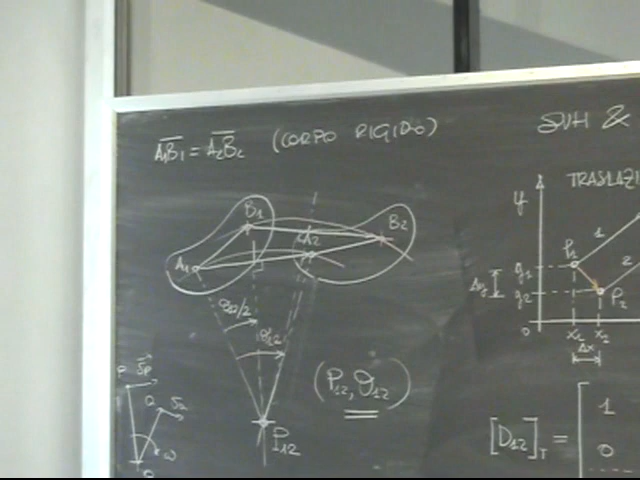 A₁B₁ = A₂B₂ (CORPO RIGIDO)
B₁
B₂
A₂
A₁
θ₁₂/2
θ₁₂
(P₁₂, θ₁₂)
P₁₂
P
Q
ω
O
&
TRASLAZI
y
1
P₁
2
y₁
Δy
y₂
P₂
O
x₁ x₂
Δx
[D₁₂]T = [
1
0